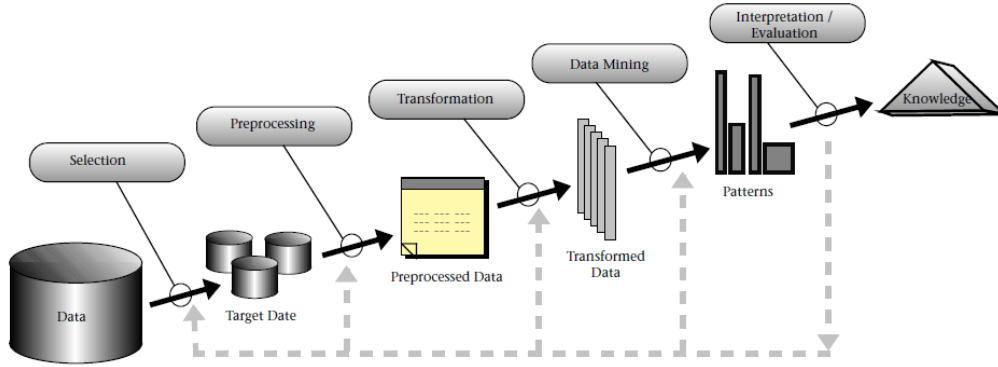 Interpretation /
Evaluation
Data Mining
Transformation
Preprocessing
Selection
Knowledge
Patterns
Transformed
Data
Preprocessed Data
Target Date
Data